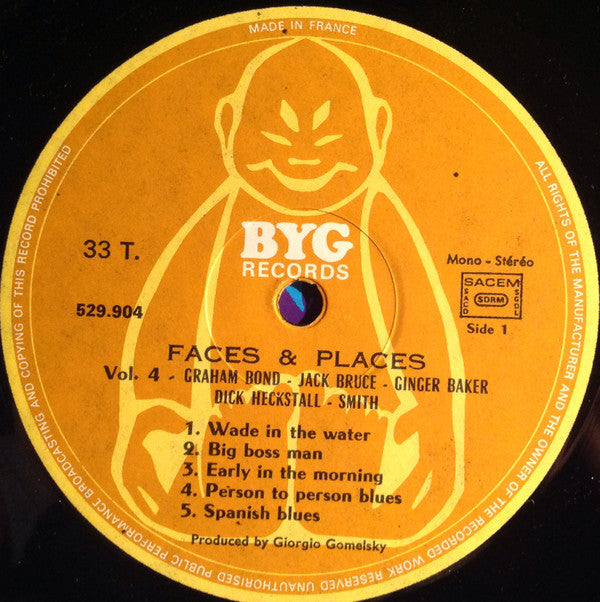 MADE IN FRANCE
ALL RIGHTS OF THE MANUFACTURER AND THE OWNER OF THE RECORDED WORK RESERVED UNAUTHORISED PUBLIC PERFORMANCE BROADCASTING AND COPYING OF THIS RECORD PROHIBITED
BYG
RECORDS
33 T.
529.904
Mono - Stéréo
SACEM
SACD
SDRM
SGDL
Side 1
FACES & PLACES
Vol. 4 - GRAHAM BOND - JACK BRUCE - GINGER BAKER
DICK HECKSTALL - SMITH
1. Wade in the water
2. Big boss man
3. Early in the morning
4. Person to person blues
5. Spanish blues
Produced by Giorgio Gomelsky